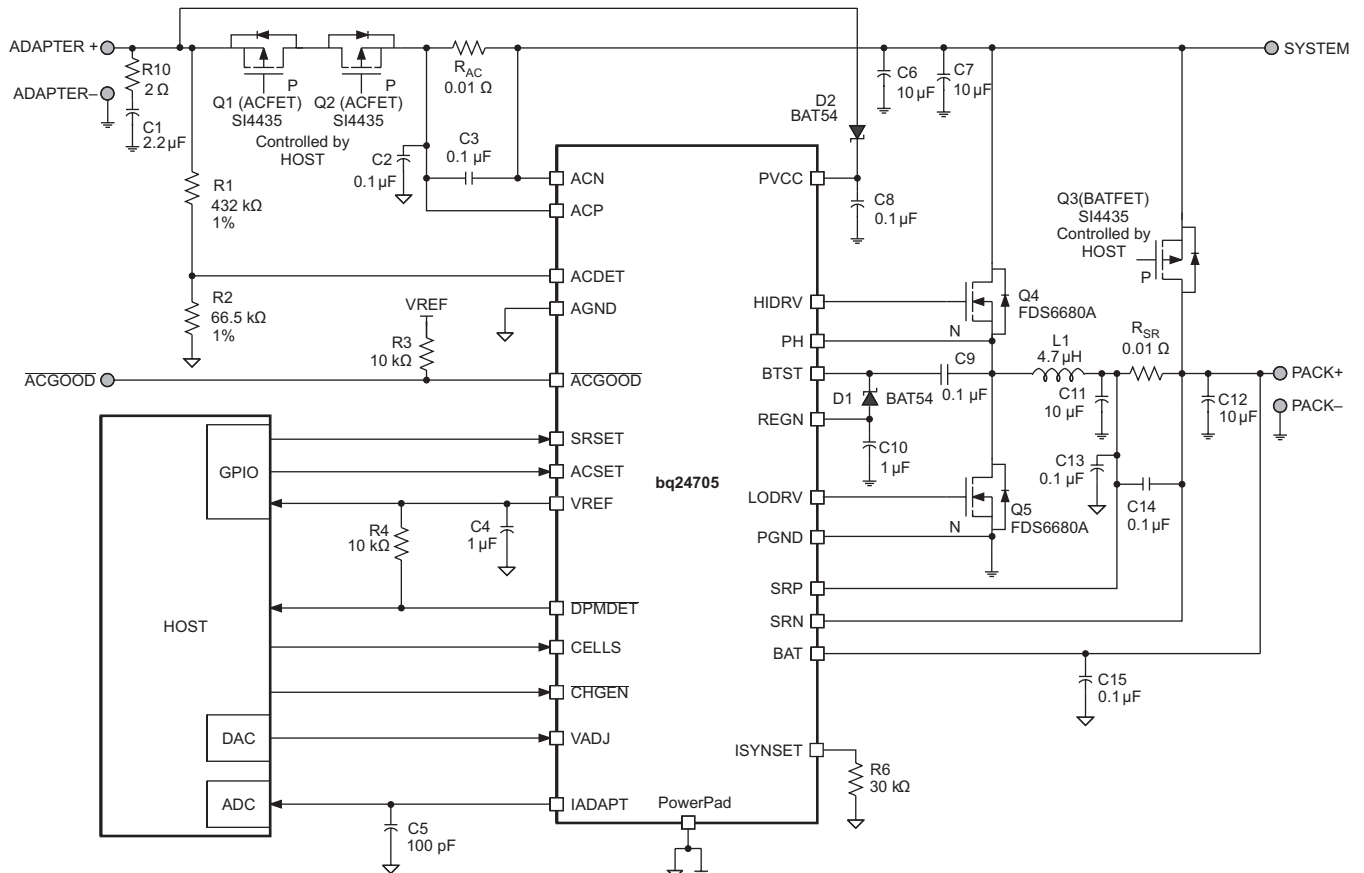 ADAPTER +
R10
2 Ω
ADAPTER–
C1
2.2 µF
P
Q1 (ACFET)
SI4435
P
Q2 (ACFET)
SI4435
Controlled by
HOST
RAC
0.01 Ω
C2
0.1 µF
C3
0.1 µF
C6
10 µF
C7
10 µF
SYSTEM
D2
BAT54
R1
432 kΩ
1%
R2
66.5 kΩ
1%
VREF
R3
10 kΩ
ACGOOD
ACN
ACP
ACDET
AGND
ACGOOD
SRSET
ACSET
VREF
DPMDET
CELLS
CHGEN
VADJ
IADAPT
bq24705
PowerPad
PVCC
HIDRV
PH
BTST
REGN
LODRV
PGND
SRP
SRN
BAT
ISYNSET
C8
0.1 µF
Q3(BATFET)
SI4435
Controlled by
HOST
P
Q4
FDS6680A
N
RSR
0.01 Ω
L1
4.7 µH
C9
0.1 µF
D1
BAT54
C10
1 µF
C11
10 µF
C12
10 µF
PACK+
PACK–
C13
0.1 µF
C14
0.1 µF
Q5
FDS6680A
N
C15
0.1 µF
R6
30 kΩ
GPIO
HOST
DAC
ADC
R4
10 kΩ
C4
1 µF
C5
100 pF